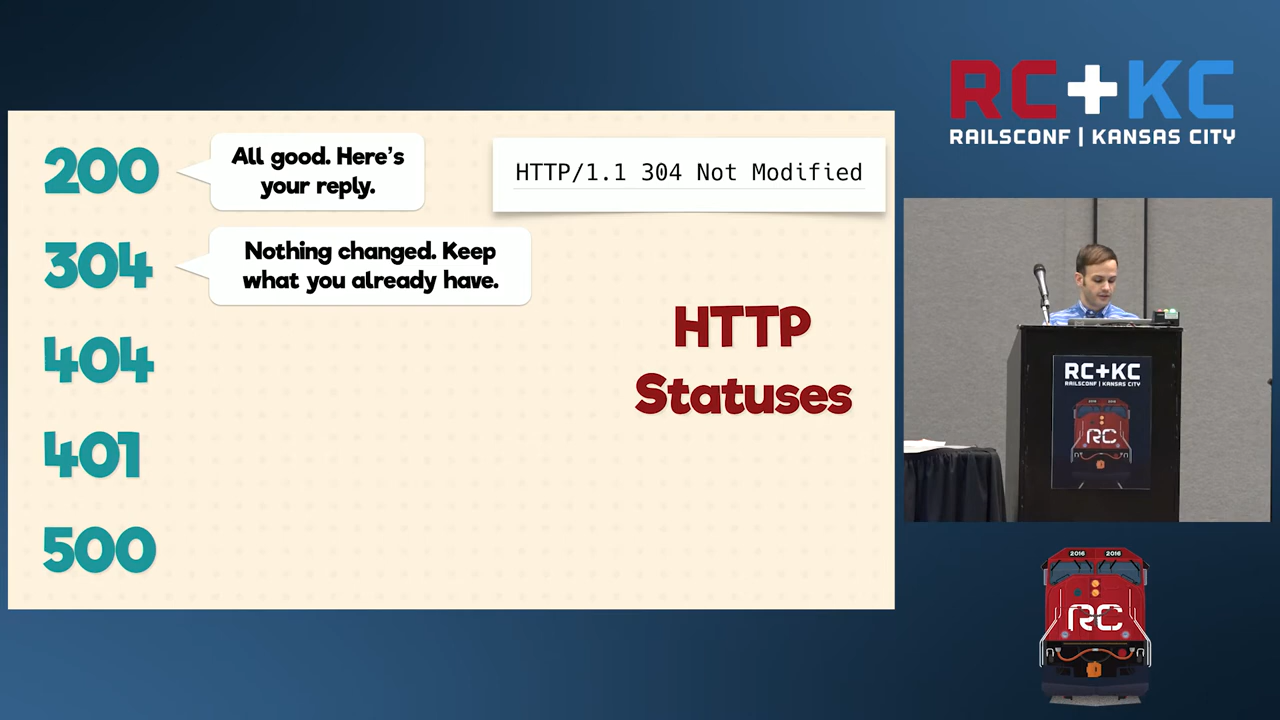 200
All good. Here's
your reply.
HTTP/1.1 304 Not Modified
304
Nothing changed. Keep
what you already have.
404
401
500
HTTP
Statuses
RC+KC
RAILSCONF | KANSAS CITY
RC+KC
RAILSCONF | KANSAS CITY
RC
2016 2016
RC